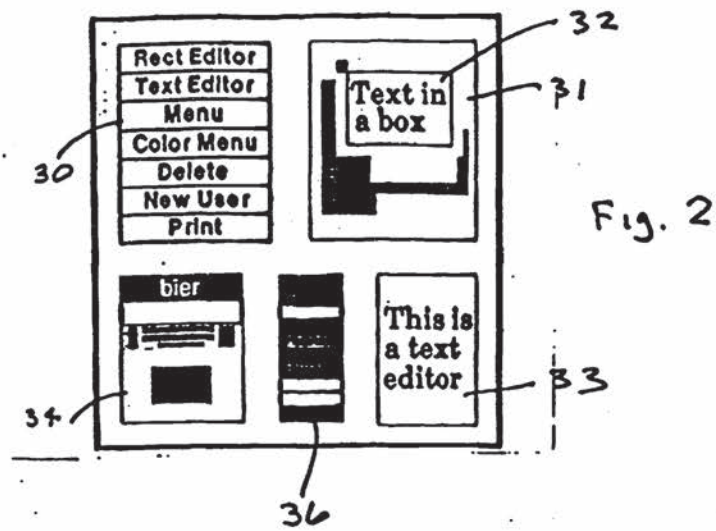 32
Rect Editor
Text Editor
Menu
Color Menu
Delete
New User
Print
30
Text in
a box
31
Fig. 2
bier
34
36
This is
a text
editor
33